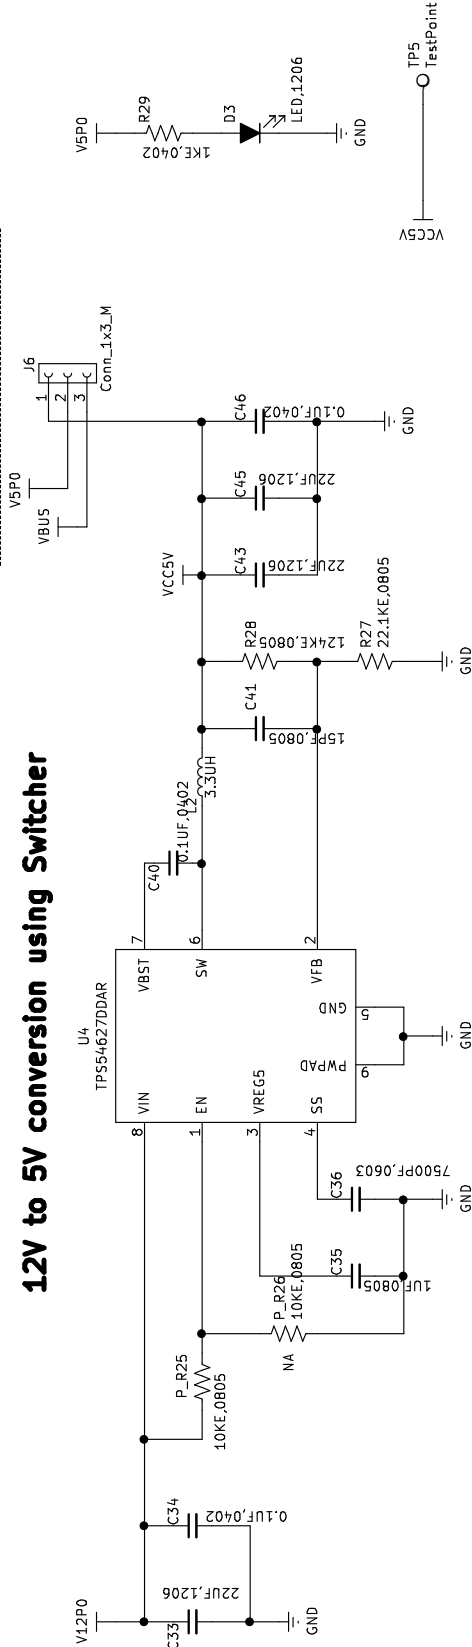 12V to 5V conversion using Switcher
V12P0
C33
22UF,1206
GND
C34
0.1UF,0402
P_R25
10KE,0805
NA
P_R26
10KE,0805
C35
1UF,0805
C36
7500PF,0603
GND
U4
TPS54627DDAR
8
VIN
1
EN
3
VREG5
4
SS
VBST
7
SW
6
VFB
2
GND
5
PWPAD
9
GND
C40
0.1UF,0402
L2
3.3UH
C41
15PF,0805
R28
124KE,0805
R27
22.1KE,0805
GND
VCC5V
C43
22UF,1206
C45
22UF,1206
C46
0.1UF,0402
GND
VBUS
V5P0
J6
Conn_1x3_M
1
2
3
V5P0
R29
1KE,0402
D3
LED,1206
GND
VCC5V
TP5
TestPoint